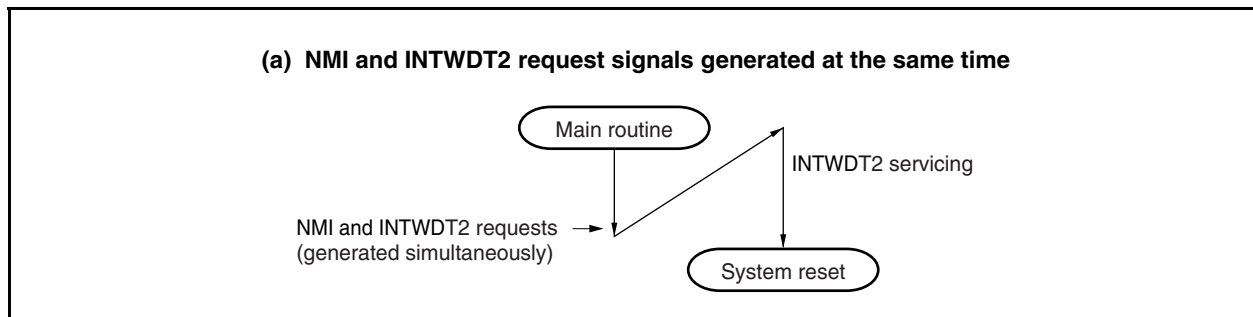 (a) NMI and INTWDT2 request signals generated at the same time
Main routine
INTWDT2 servicing
NMI and INTWDT2 requests
(generated simultaneously)
System reset